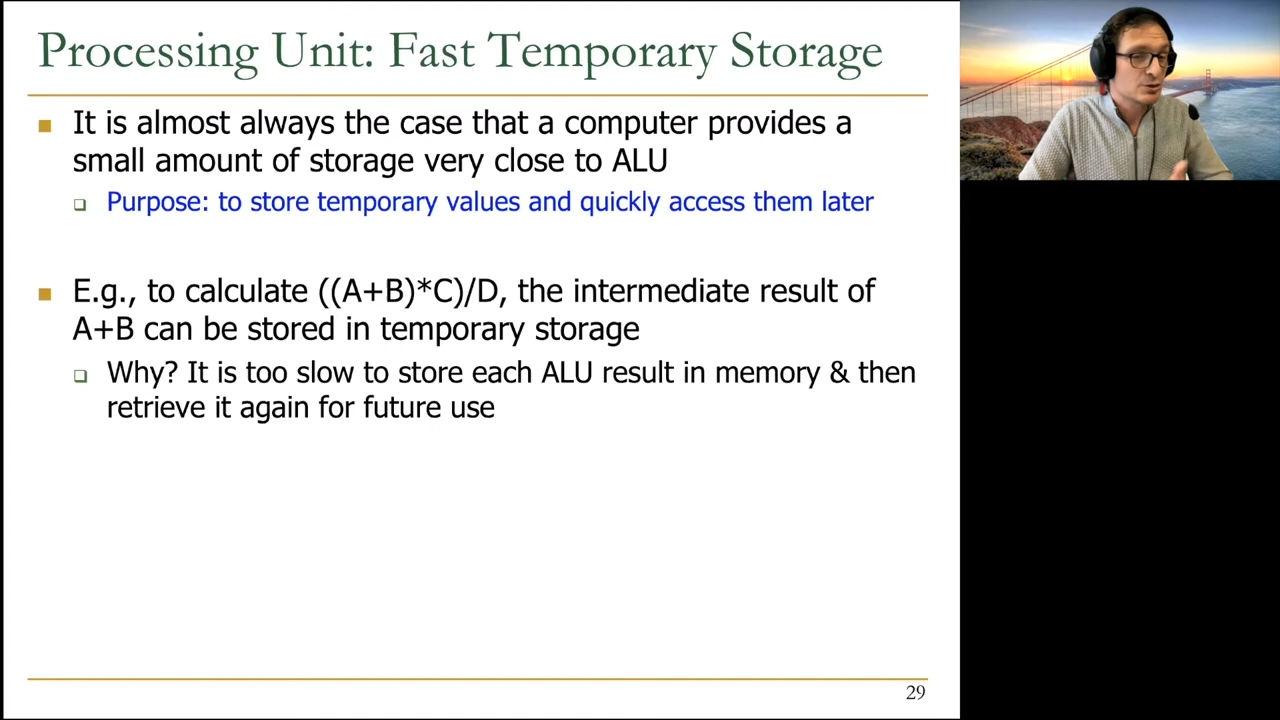 Processing Unit: Fast Temporary Storage
It is almost always the case that a computer provides a
small amount of storage very close to ALU
Purpose: to store temporary values and quickly access them later
E.g., to calculate ((A+B)*C)/D, the intermediate result of
A+B can be stored in temporary storage
Why? It is too slow to store each ALU result in memory & then
retrieve it again for future use
29